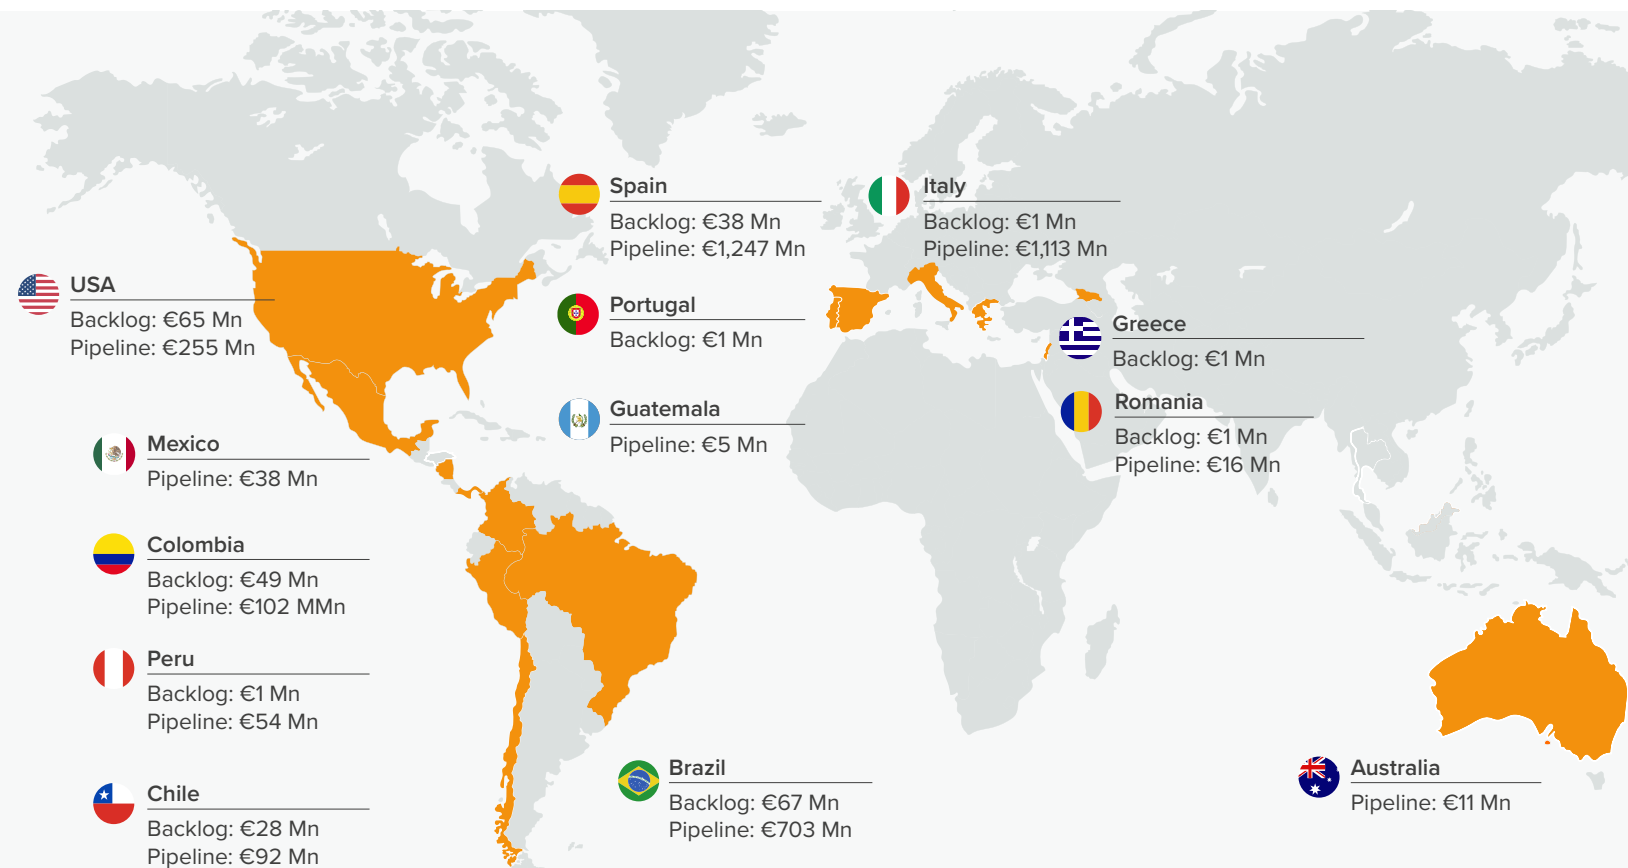 Spain
Backlog: €38 Mn
Pipeline: €1,247 Mn
Italy
Backlog: €1 Mn
Pipeline: €1,113 Mn
USA
Backlog: €65 Mn
Pipeline: €255 Mn
Portugal
Backlog: €1 Mn
Greece
Backlog: €1 Mn
Guatemala
Pipeline: €5 Mn
Romania
Backlog: €1 Mn
Pipeline: €16 Mn
Mexico
Pipeline: €38 Mn
Colombia
Backlog: €49 Mn
Pipeline: €102 MMn
Peru
Backlog: €1 Mn
Pipeline: €54 Mn
Chile
Backlog: €28 Mn
Pipeline: €92 Mn
Brazil
Backlog: €67 Mn
Pipeline: €703 Mn
Australia
Pipeline: €11 Mn